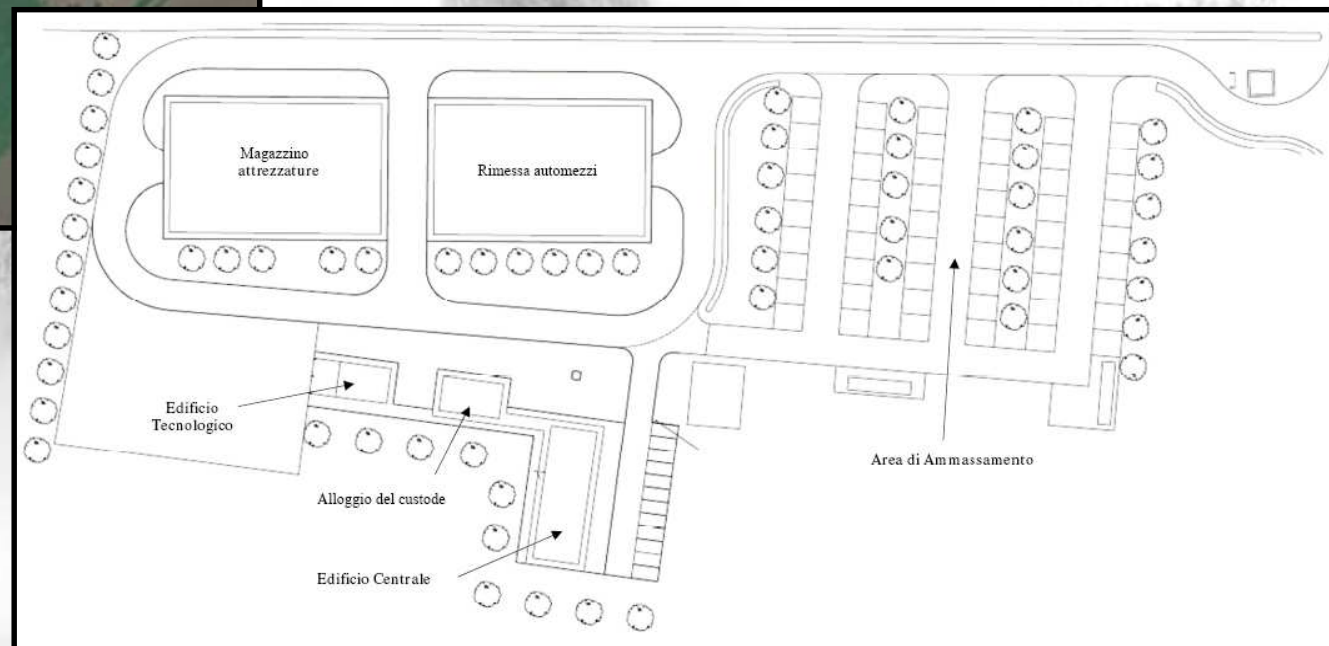 Magazzino
attrezzature
Rimessa automezzi
Edificio
Tecnologico
Area di Ammassamento
Alloggio del custode
Edificio Centrale